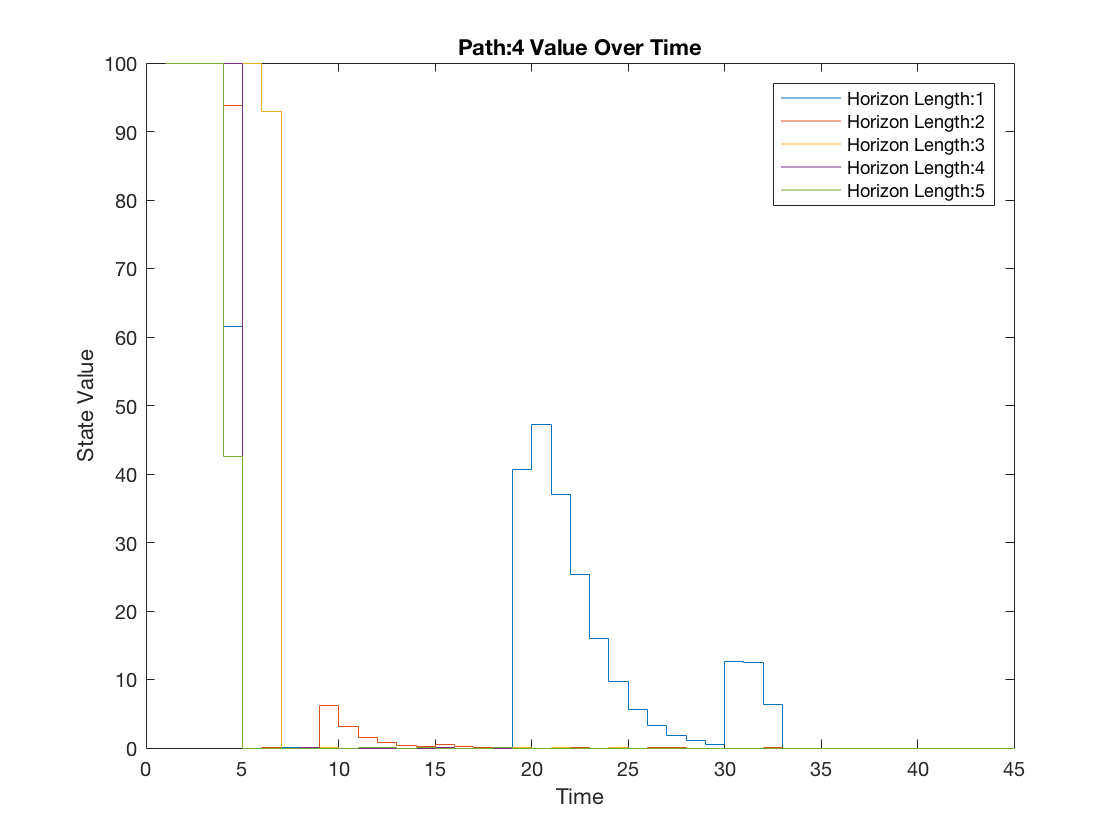 Path:4 Value Over Time
100
90
80
70
60
50
40
30
20
10
0
State Value
Horizon Length:1
Horizon Length:2
Horizon Length:3
Horizon Length:4
Horizon Length:5
0 5 10 15 20 25 30 35 40 45
Time